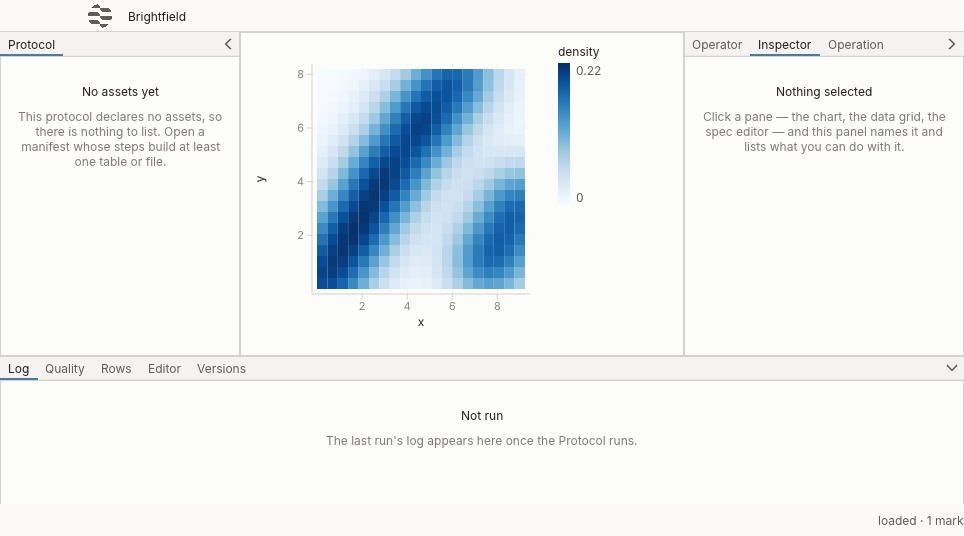 Brightfield
Protocol
No assets yet
This protocol declares no assets, so
there is nothing to list. Open a
manifest whose steps build at least
one table or file.
density
0.22
0
8
6
4
2
y
2 4 6 8
x
Operator Inspector Operation
Nothing selected
Click a pane — the chart, the data grid, the
spec editor — and this panel names it and
lists what you can do with it.
Log Quality Rows Editor Versions
Not run
The last run's log appears here once the Protocol runs.
loaded · 1 mark